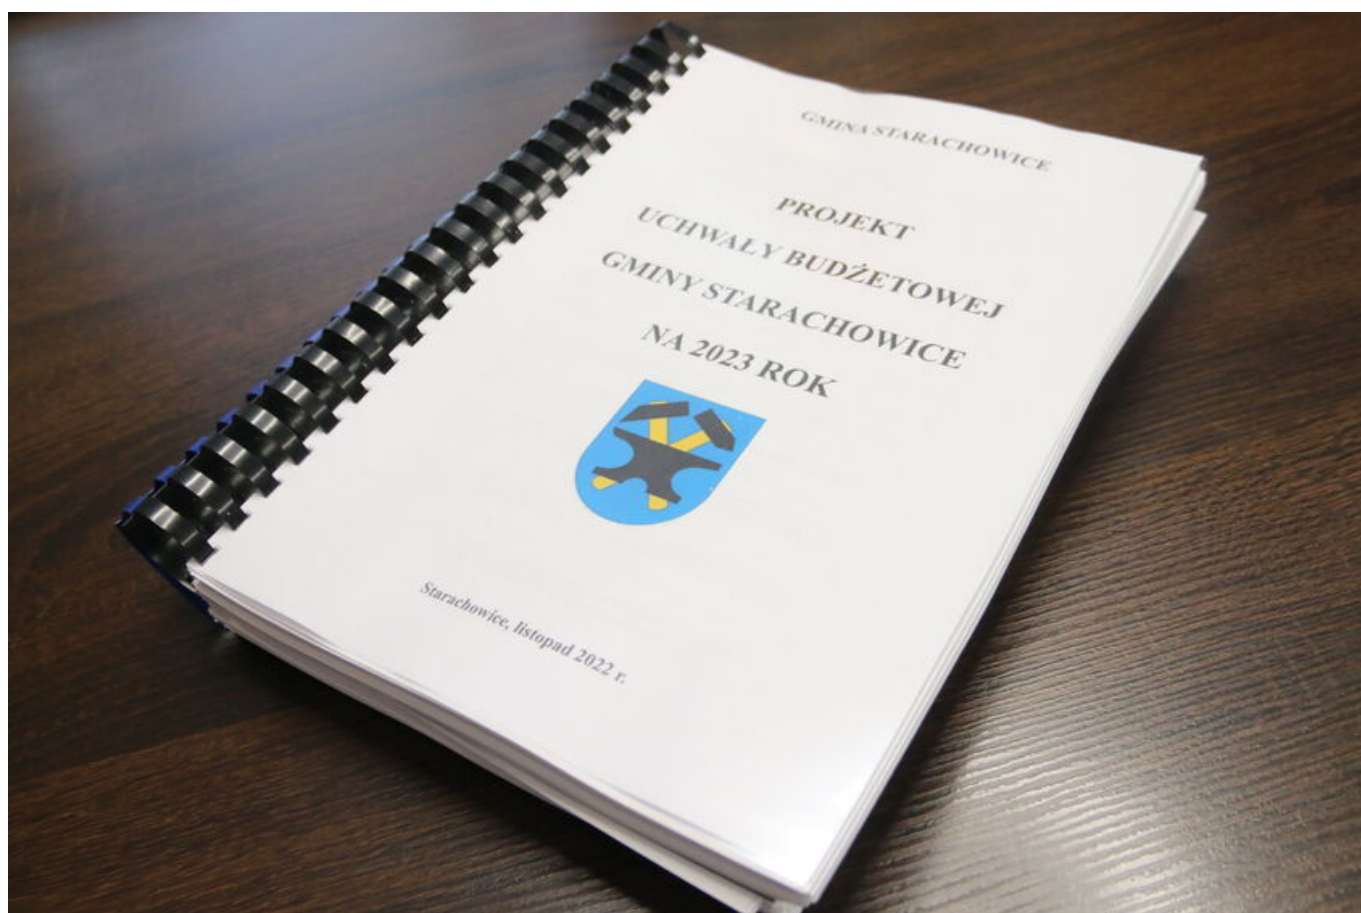 GMINA STARACHOWICE
PROJEKT
UCHWAŁY BUDŻETOWEJ
GMINY STARACHOWICE
NA 2023 ROK
Starachowice, listopad 2022 r.